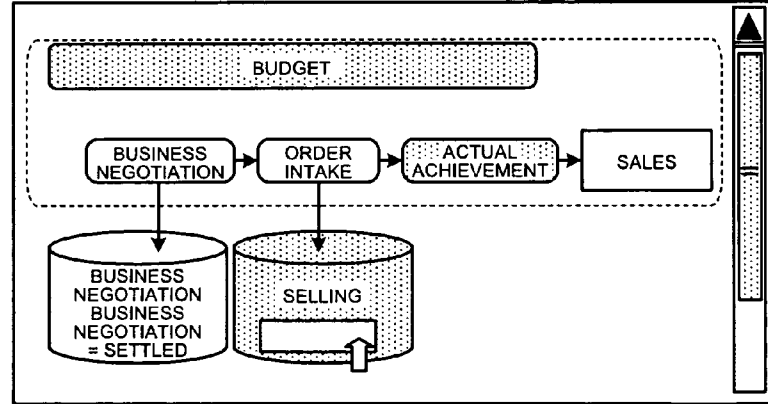 BUDGET
BUSINESS
NEGOTIATION
ORDER
INTAKE
ACTUAL
ACHIEVEMENT
SALES
BUSINESS
NEGOTIATION
BUSINESS
NEGOTIATION
= SETTLED
SELLING